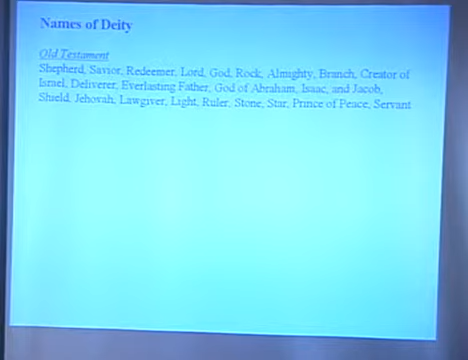 Names of Deity
Old Testament
Shepherd, Savior, Redeemer, Lord, God, Rock, Almighty, Branch, Creator of
Israel, Deliverer, Everlasting Father, God of Abraham, Isaac, and Jacob,
Shield, Jehovah, Lawgiver, Light, Ruler, Stone, Star, Prince of Peace, Servant